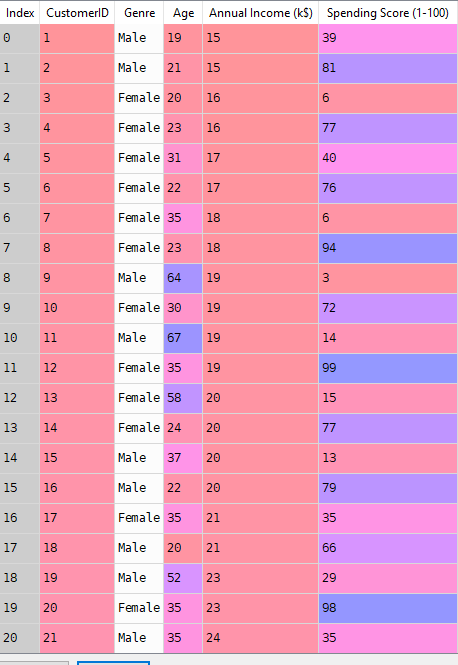 Index CustomerID Genre Age Annual Income (k$) Spending Score (1-100)
0 1 Male 19 15 39
1 2 Male 21 15 81
2 3 Female 20 16 6
3 4 Female 23 16 77
4 5 Female 31 17 40
5 6 Female 22 17 76
6 7 Female 35 18 6
7 8 Female 23 18 94
8 9 Male 64 19 3
9 10 Female 30 19 72
10 11 Male 67 19 14
11 12 Female 35 19 99
12 13 Female 58 20 15
13 14 Female 24 20 77
14 15 Male 37 20 13
15 16 Male 22 20 79
16 17 Female 35 21 35
17 18 Male 20 21 66
18 19 Male 52 23 29
19 20 Female 35 23 98
20 21 Male 35 24 35